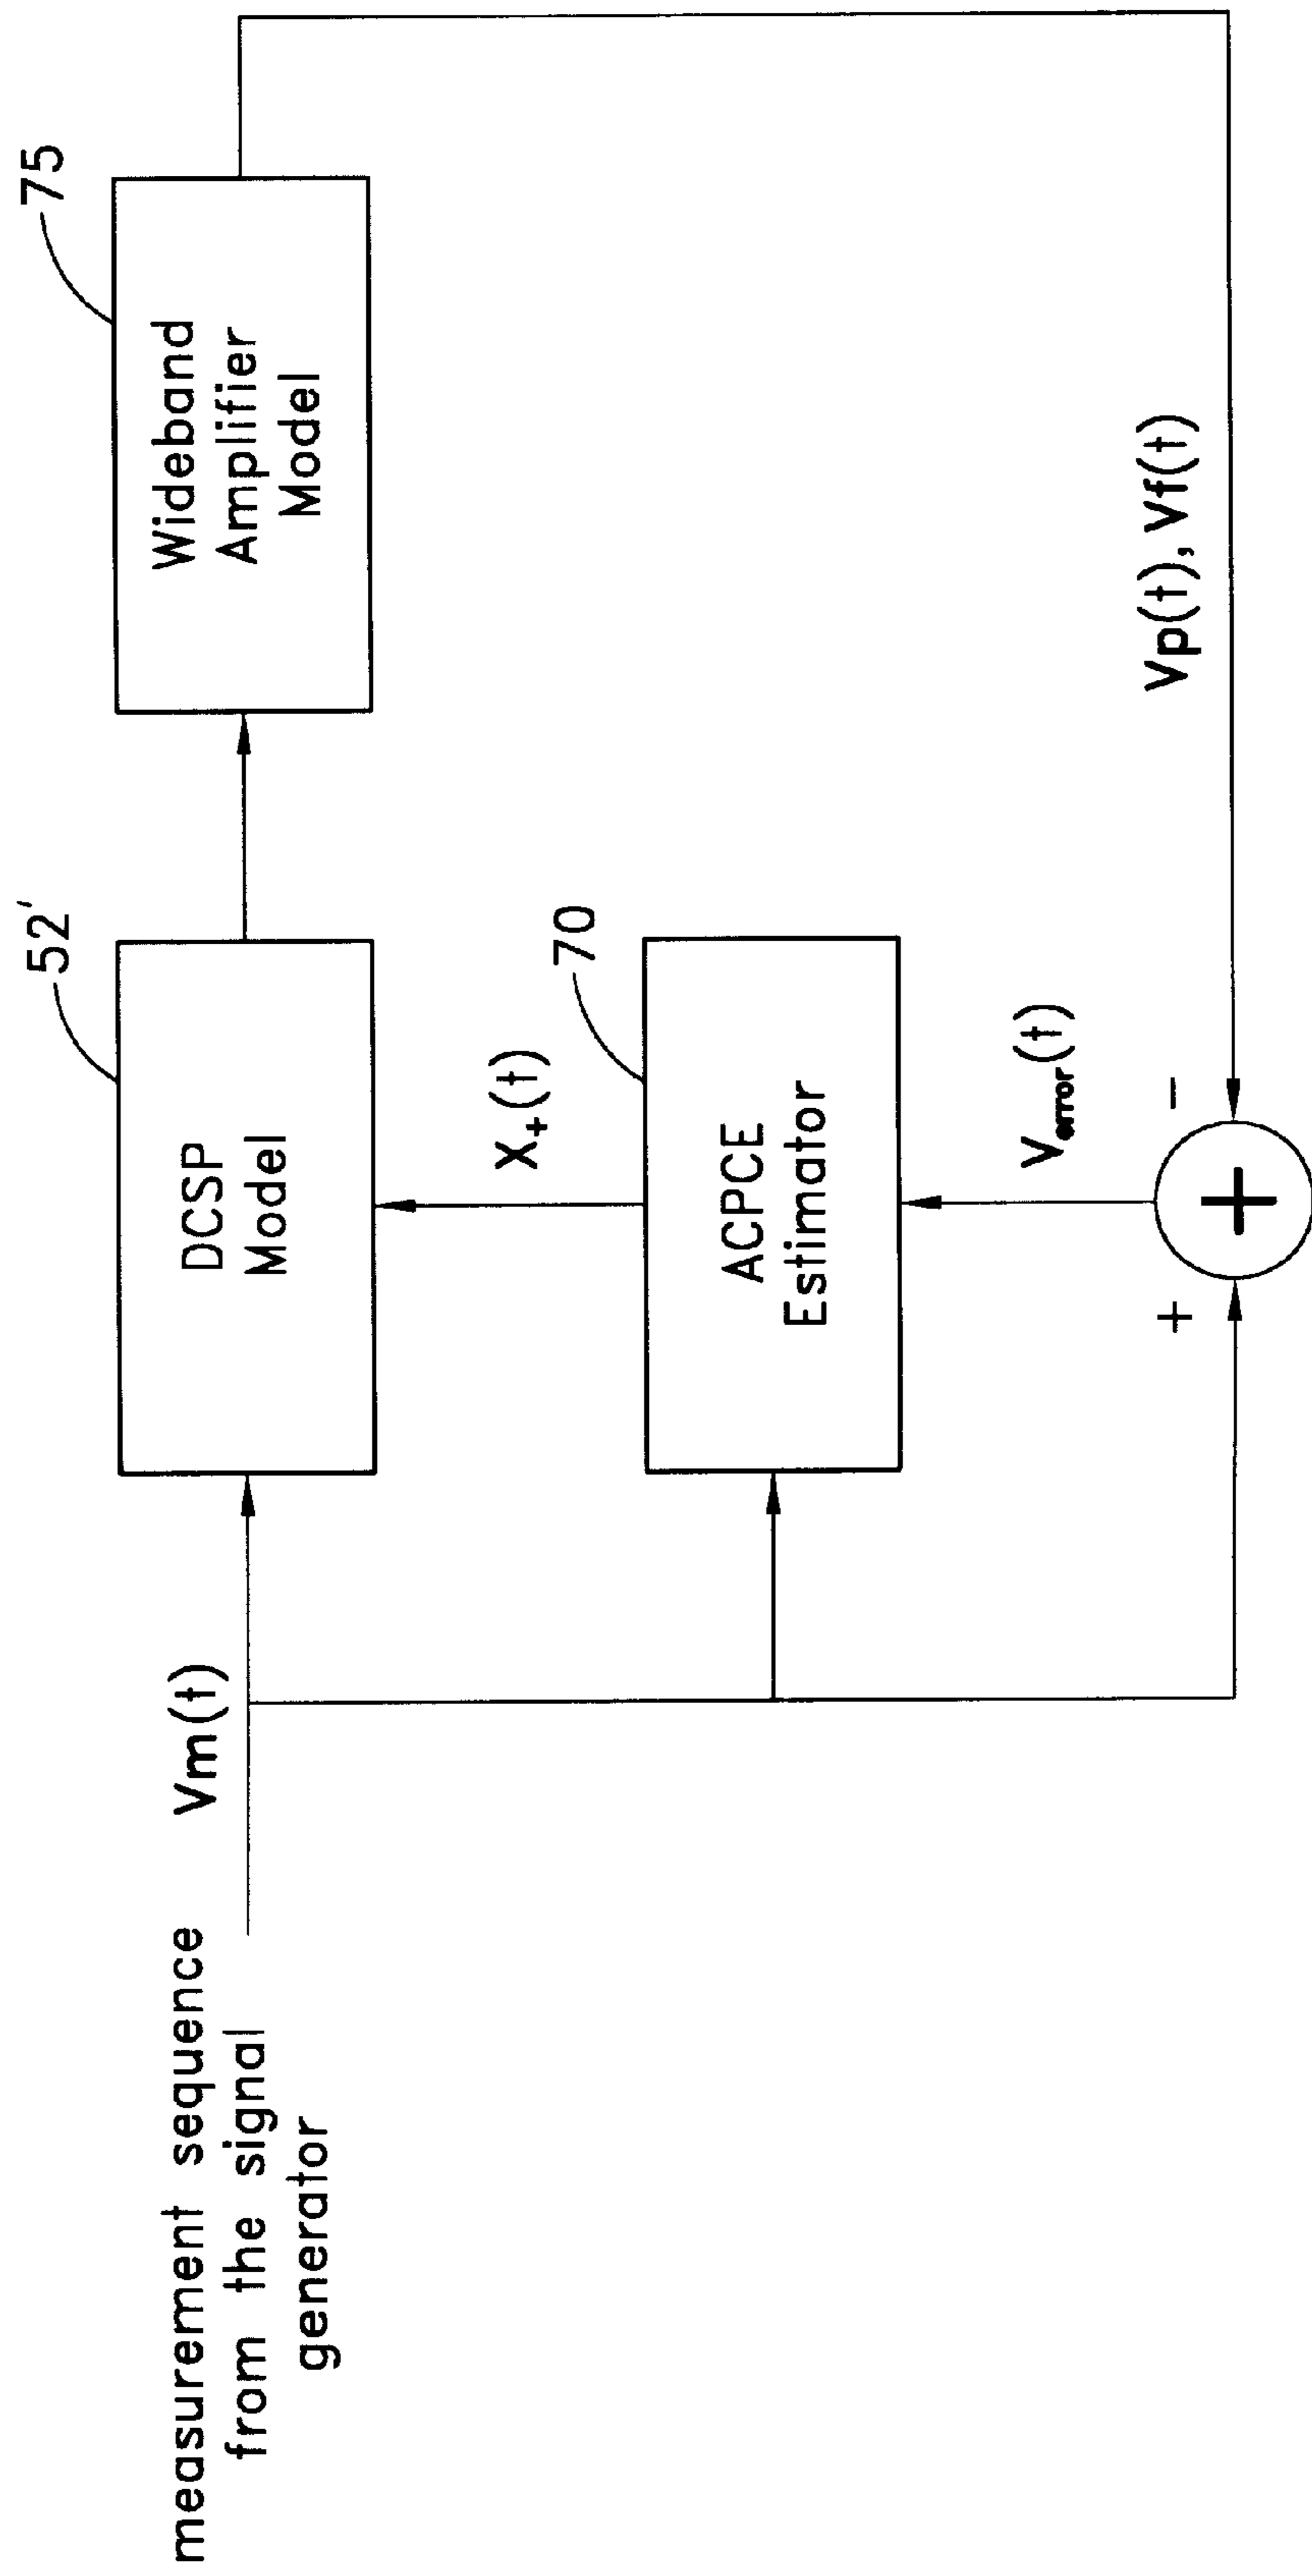 measurement sequence
from the signal
generator
Vm(t)
52'
DCSP
Model
75
Wideband
Amplifier
Model
X+(t)
70
ACPCE
Estimator
Verror(t)
+
-
+
Vp(t), Vf(t)